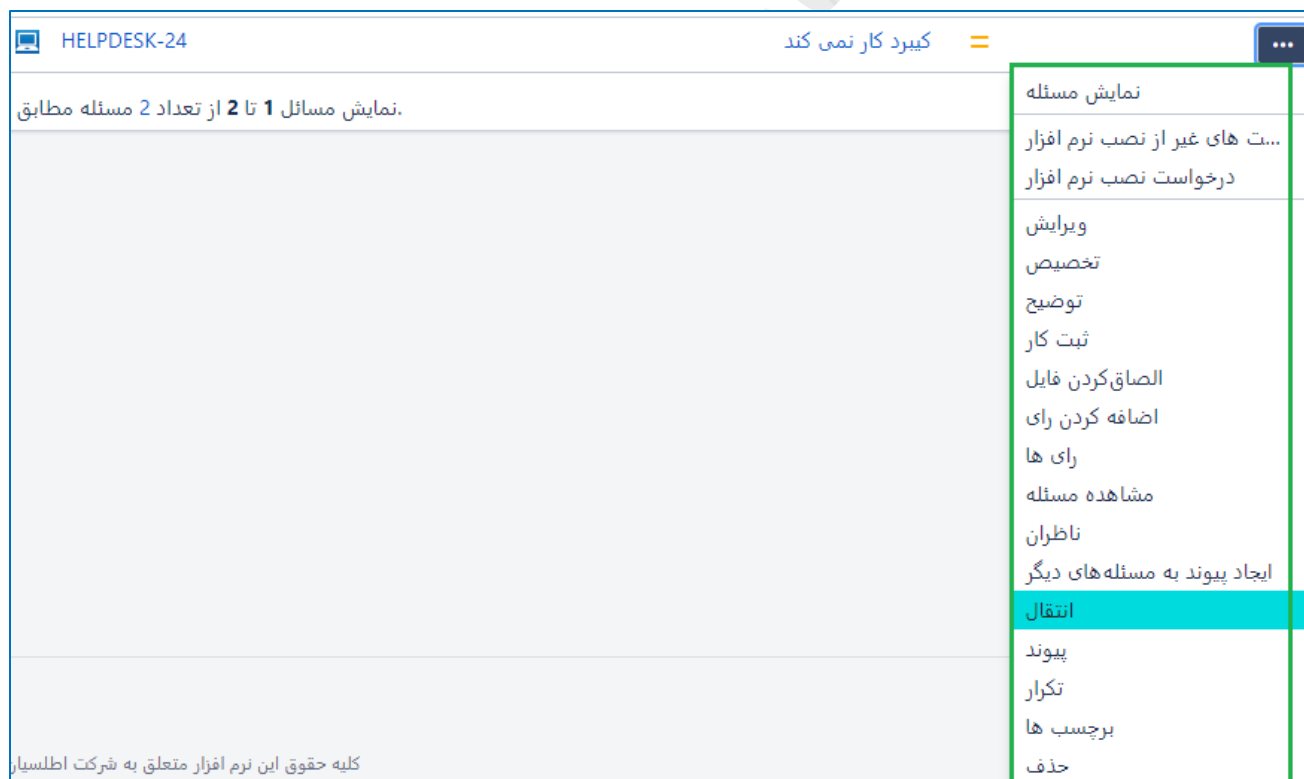 HELPDESK-24
کیبرد کار نمی کند
نمایش مسائل 1 تا 2 از تعداد 2 مسئله مطابق.
نمایش مسئله
...ت های غیر از نصب نرم افزار
درخواست نصب نرم افزار
ویرایش
تخصیص
توضیح
ثبت کار
الصاق‌کردن فایل
اضافه کردن رای
رای ها
مشاهده مسئله
ناظران
ایجاد پیوند به مسئله‌های دیگر
انتقال
پیوند
تکرار
برچسب ها
حذف
کلیه حقوق این نرم افزار متعلق به شرکت